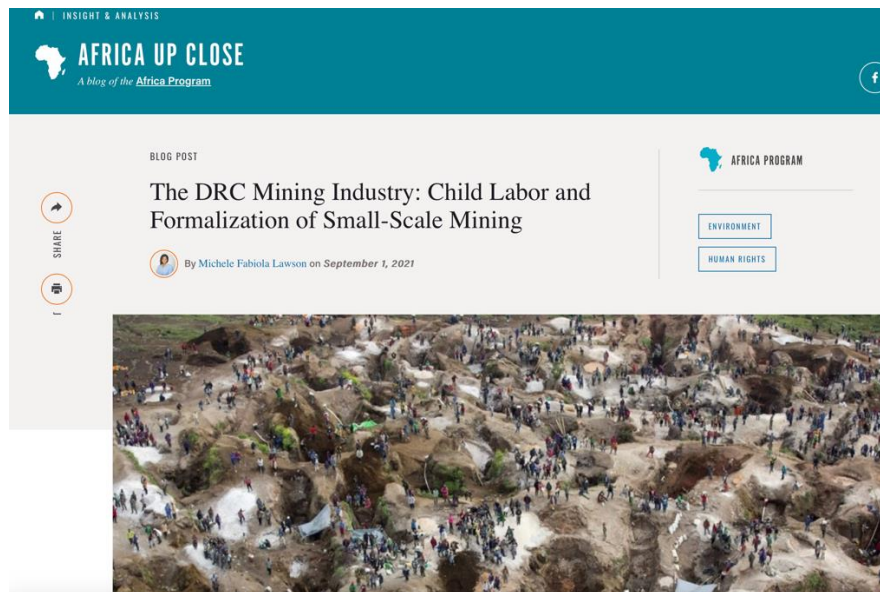 | INSIGHT & ANALYSIS
AFRICA UP CLOSE
A blog of the Africa Program
f
BLOG POST
AFRICA PROGRAM
The DRC Mining Industry: Child Labor and
Formalization of Small-Scale Mining
SHARE
ENVIRONMENT
By Michele Fabiola Lawson on September 1, 2021
HUMAN RIGHTS